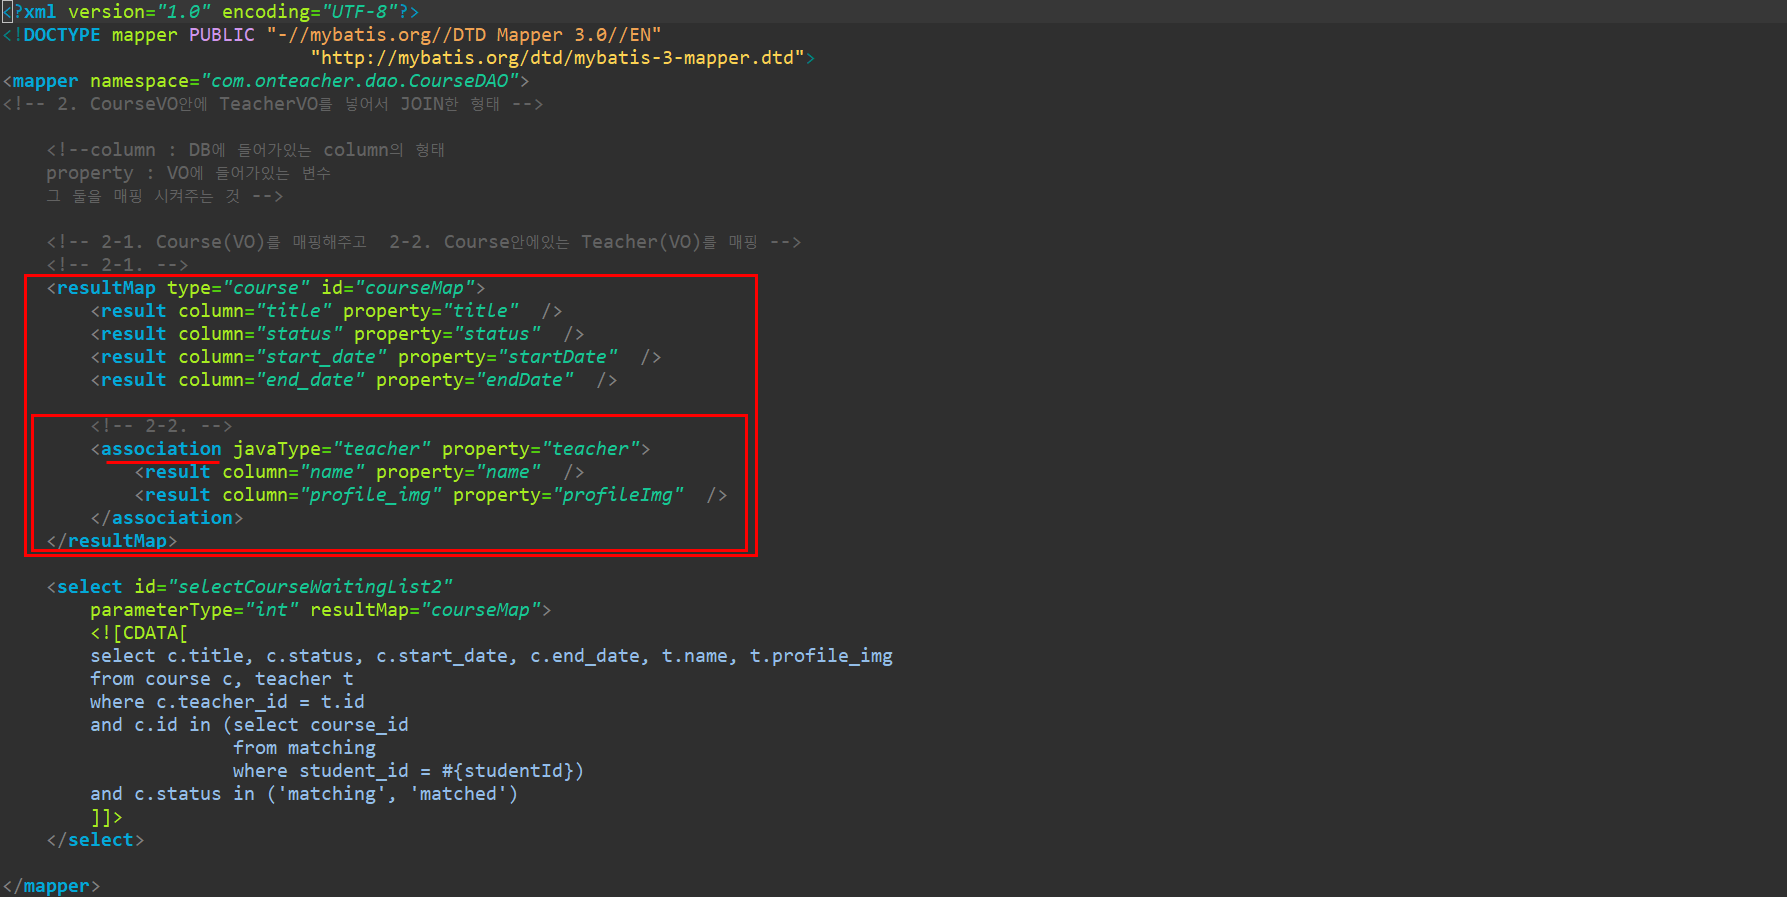 <?xml version="1.0" encoding="UTF-8"?>
<!DOCTYPE mapper PUBLIC "-//mybatis.org//DTD Mapper 3.0//EN"
"http://mybatis.org/dtd/mybatis-3-mapper.dtd">
<mapper namespace="com.onteacher.dao.CourseDAO">
<!-- 2. CourseVO안에 TeacherVO를 넣어서 JOIN한 형태 -->
<!--column : DB에 들어가있는 column의 형태
property : VO에 들어가있는 변수
그 둘을 매핑 시켜주는 것 -->
<!-- 2-1. Course(VO)를 매핑해주고  2-2. Course안에있는 Teacher(VO)를 매핑 -->
<!-- 2-1. -->
<resultMap type="course" id="courseMap">
<result column="title" property="title"  />
<result column="status" property="status"  />
<result column="start_date" property="startDate"  />
<result column="end_date" property="endDate"  />
<!-- 2-2. -->
<association javaType="teacher" property="teacher">
<result column="name" property="name"  />
<result column="profile_img" property="profileImg"  />
</association>
</resultMap>
<select id="selectCourseWaitingList2"
parameterType="int" resultMap="courseMap">
<![CDATA[
select c.title, c.status, c.start_date, c.end_date, t.name, t.profile_img
from course c, teacher t
where c.teacher_id = t.id
and c.id in (select course_id
from matching
where student_id = #{studentId})
and c.status in ('matching', 'matched')
]]>
</select>
</mapper>